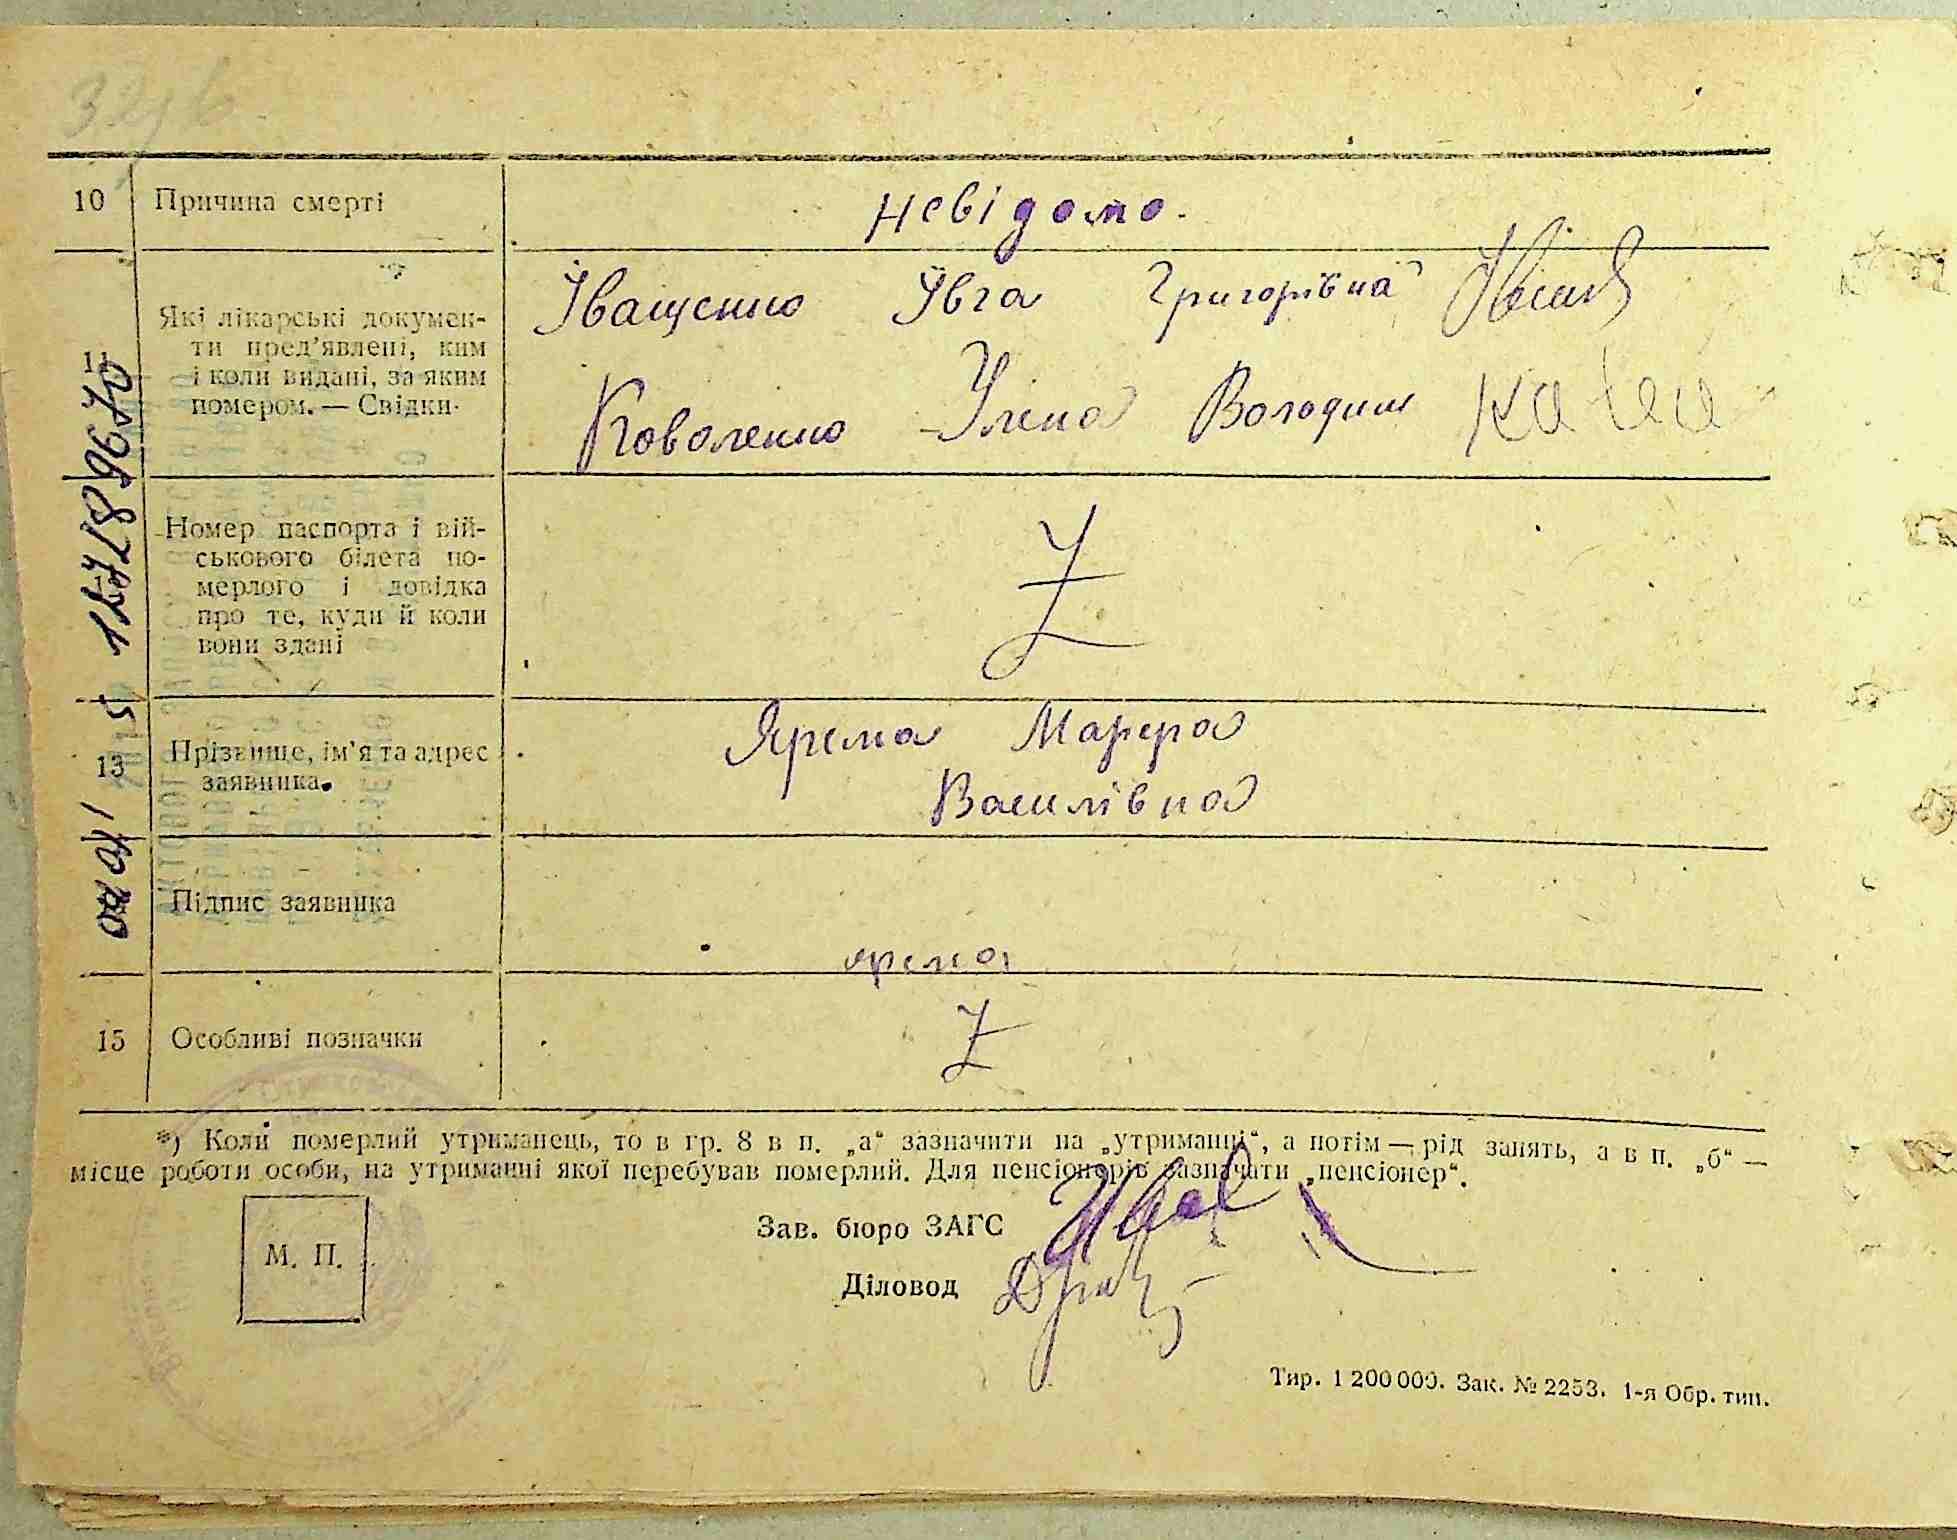 10 Причина смерті невідомо.
Які лікарські докумен-
ти пред'явлені, ким
і коли видані, за яким
помером. — Свідки
Іващенко Ївга Григорівна
Коваленко Улена Володим
Номер паспорта і вій-
ськового білета по-
мерлого і довідка
про те, куди й коли
вони здані
Z
13 Прізвище, ім'я та адрес
заявника.
Ярема Марфа
Василівна
Підпис заявника
ярема
15 Особливі позначки Z
*) Коли померлий утриманець, то в гр. 8 в п. „а“ зазначити на „утриманні“, а потім — рід занять, а в п. „б“ —
місце роботи особи, на утриманні якої перебував померлий. Для пенсіонерів зазначати „пенсіонер“.
М. П.
Зав. бюро ЗАГС
Діловод
Тир. 1 200 000. Зак. № 2253. 1-я Обр. тип.